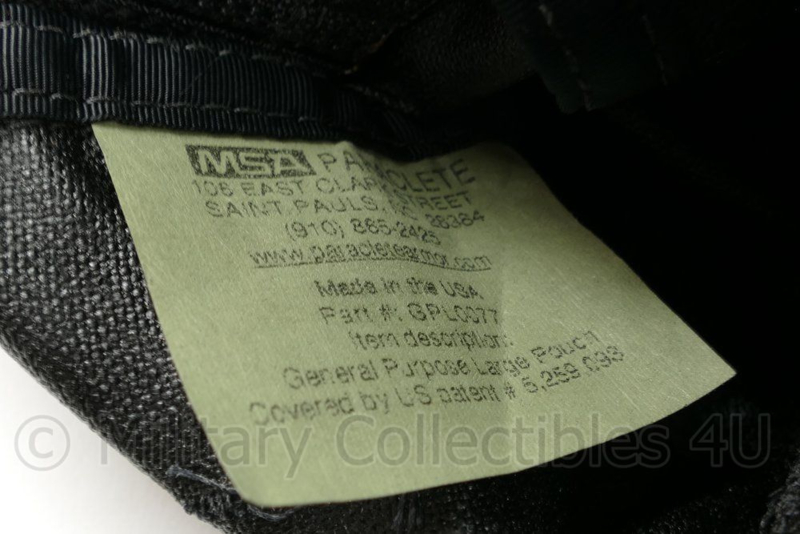 MSA PARACLETE
106 EAST CLARK STREET
SAINT PAULS, NC 28384
(910) 865-2425
www.paracletearmor.com
Made in the USA
Part #: GPL0077
Item description:
General Purpose Large Pouch
Covered by US patent # 5,259,093
© Military Collectibles 4U